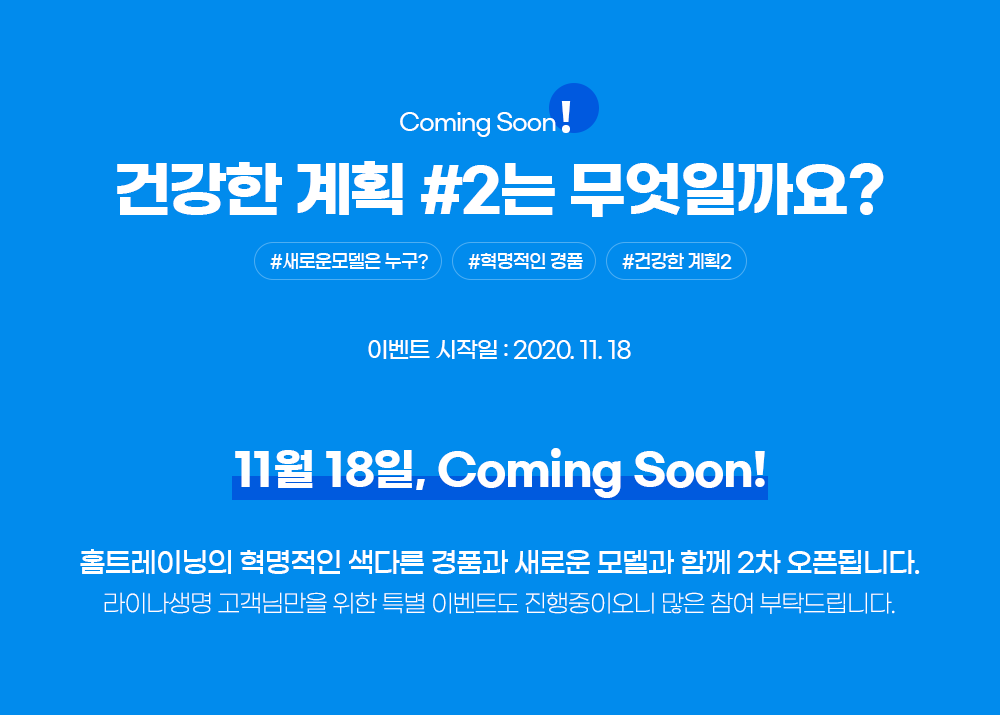 Coming Soon!
건강한 계획 #2는 무엇일까요?
#새로운모델은 누구? #혁명적인 경품 #건강한 계획2
이벤트 시작일 : 2020. 11. 18
11월 18일, Coming Soon!
홈트레이닝의 혁명적인 색다른 경품과 새로운 모델과 함께 2차 오픈됩니다.
라이나생명 고객님만을 위한 특별 이벤트도 진행중이오니 많은 참여 부탁드립니다.